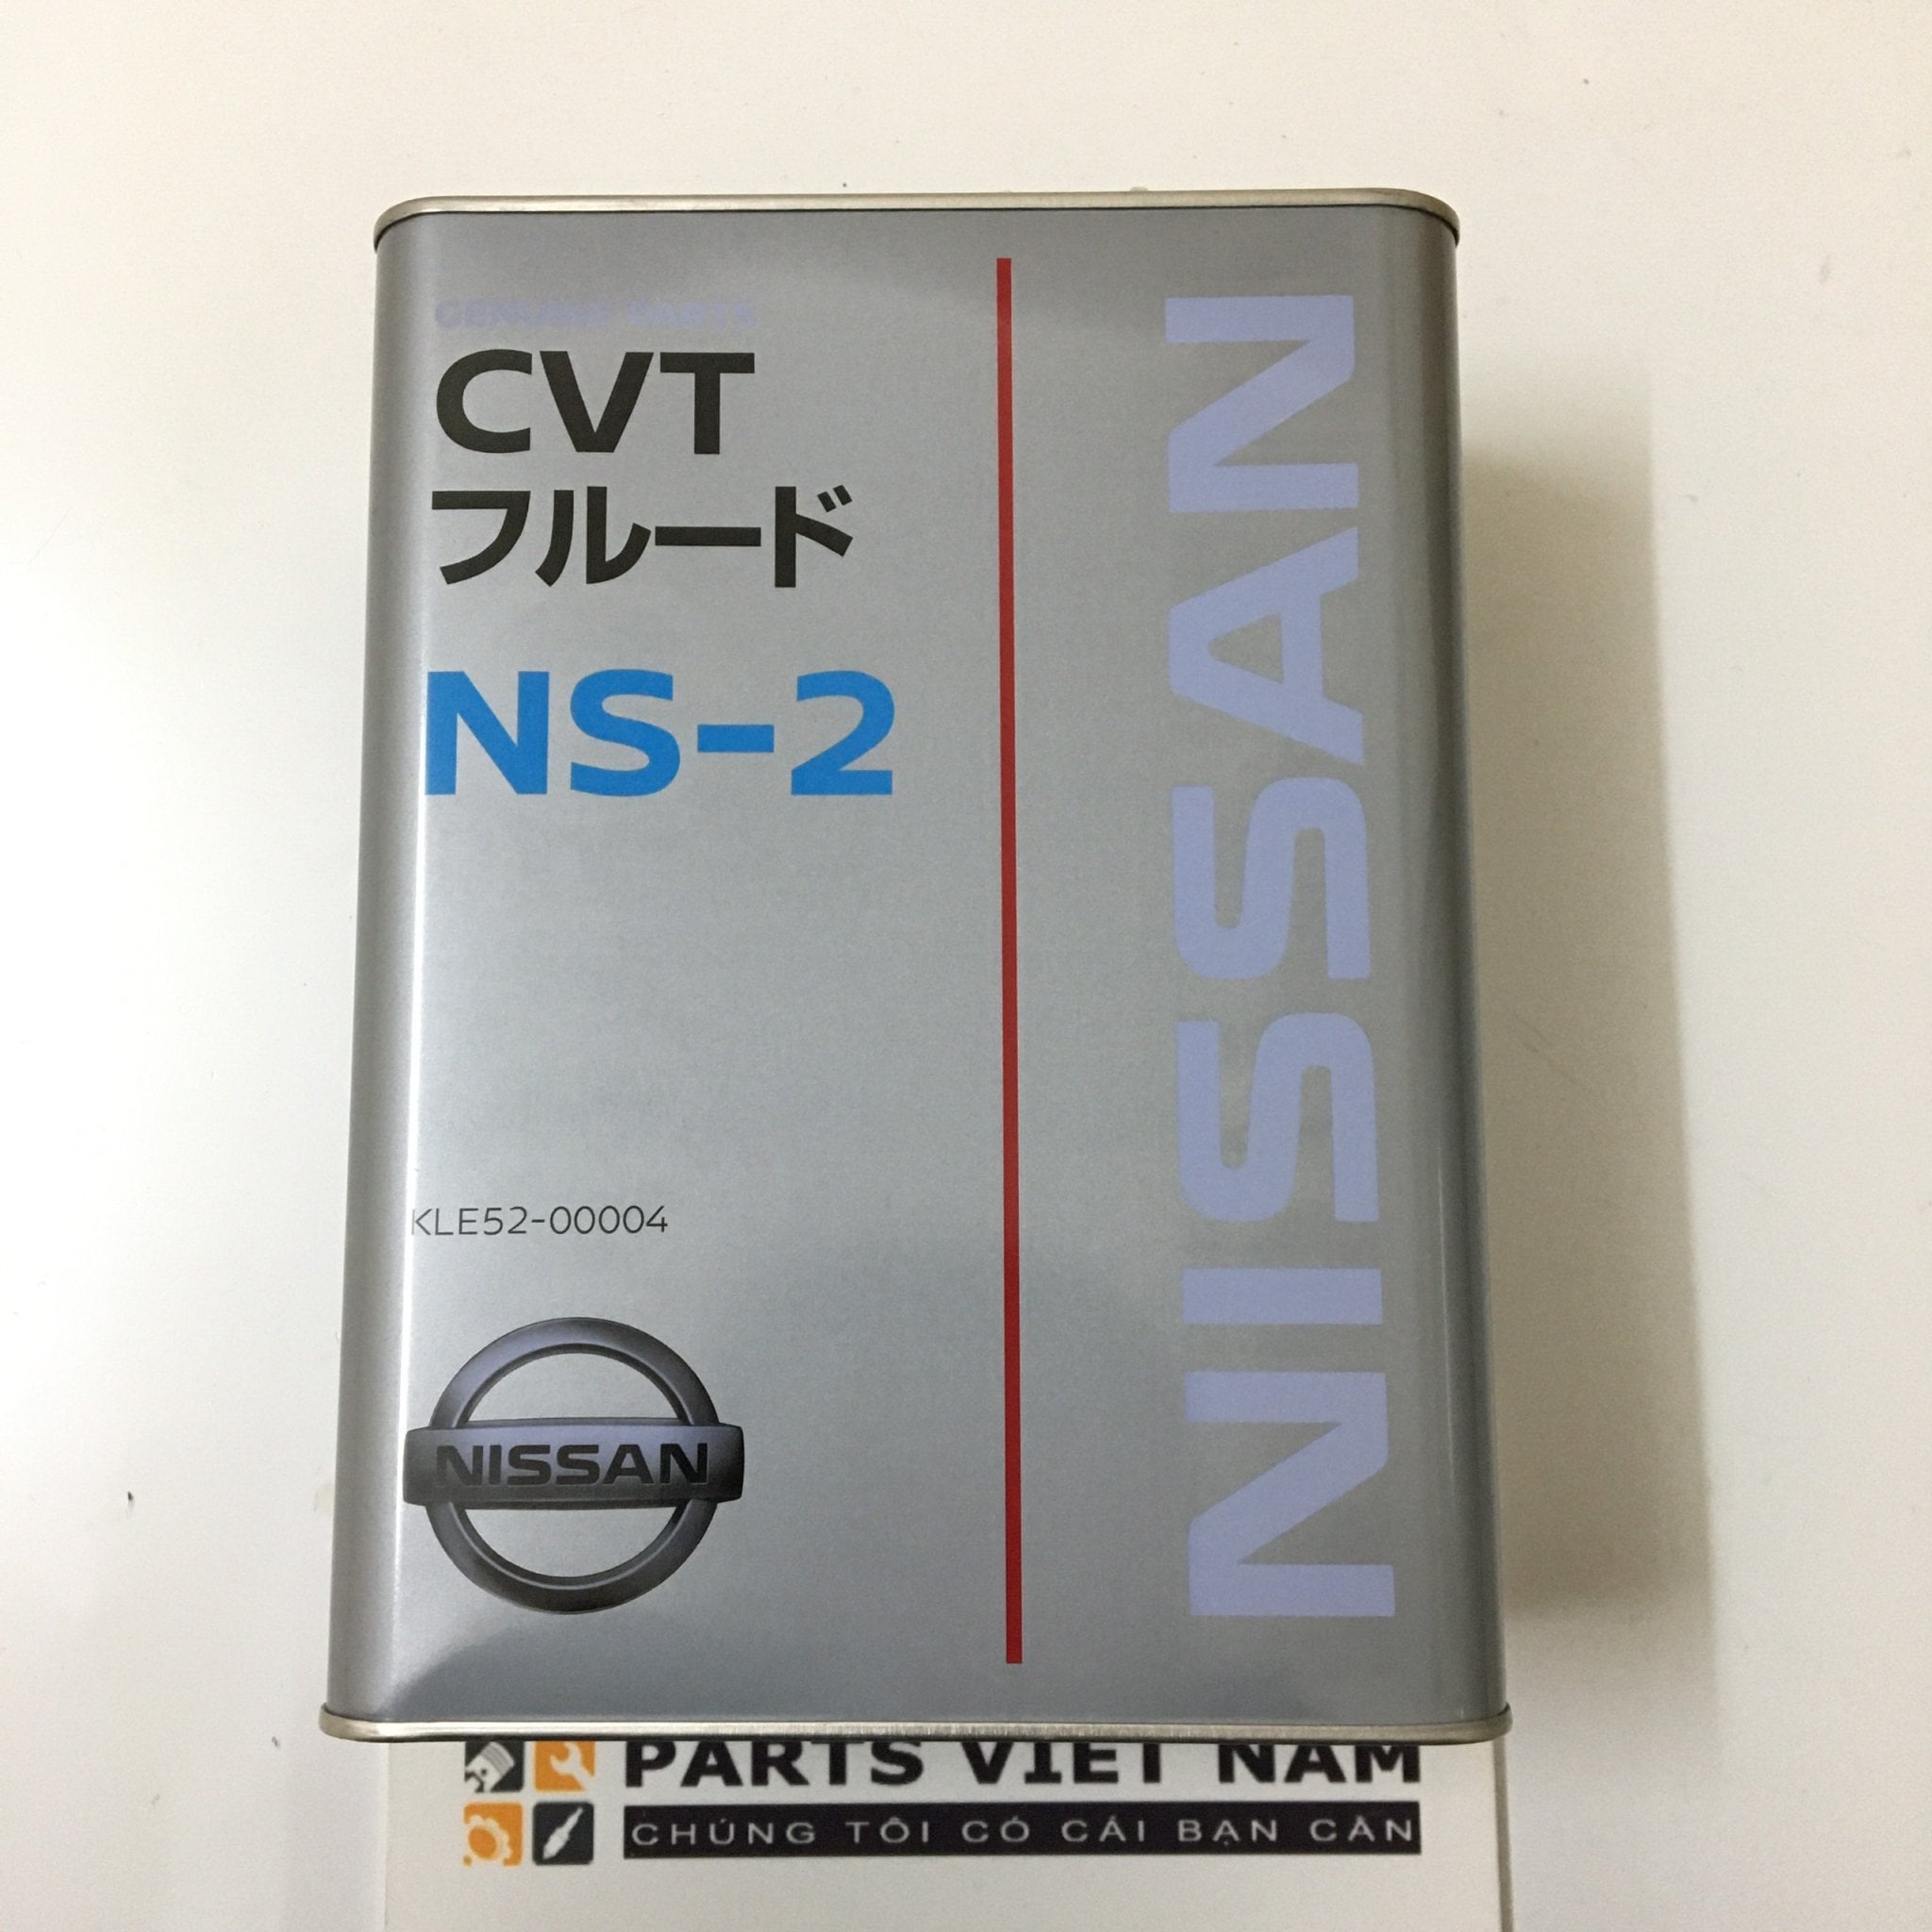 GENUINE PARTS
CVT
フルード
NS-2
KLE52-00004
NISSAN
NISSAN
PARTS VIET NAM
CHÚNG TÔI CÓ CÁI BẠN CẦN